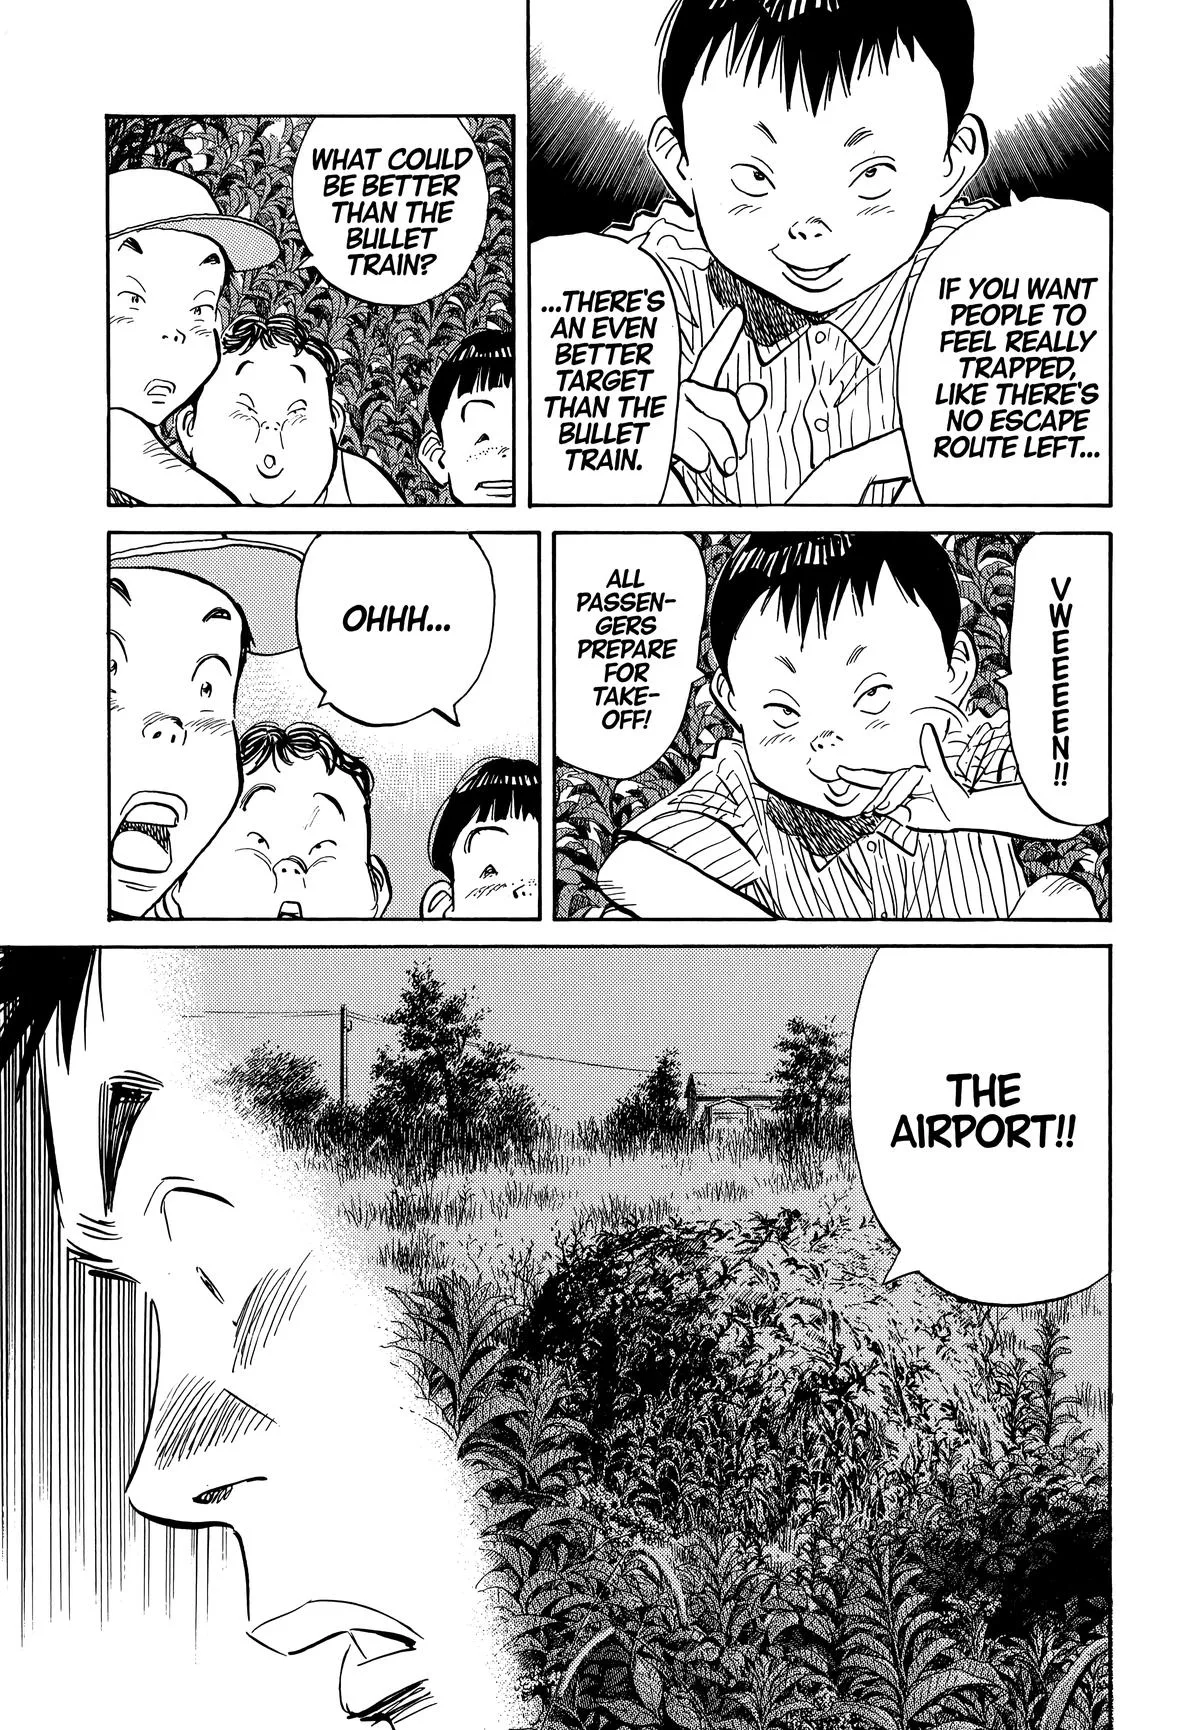 IF YOU WANT
PEOPLE TO
FEEL REALLY
TRAPPED,
LIKE THERE'S
NO ESCAPE
ROUTE LEFT...
...THERE'S
AN EVEN
BETTER
TARGET
THAN THE
BULLET
TRAIN.
WHAT COULD
BE BETTER
THAN THE
BULLET
TRAIN?
VWEEEEN!!
ALL
PASSEN-
GERS
PREPARE
FOR
TAKE-
OFF!
OHHH...
THE
AIRPORT!!